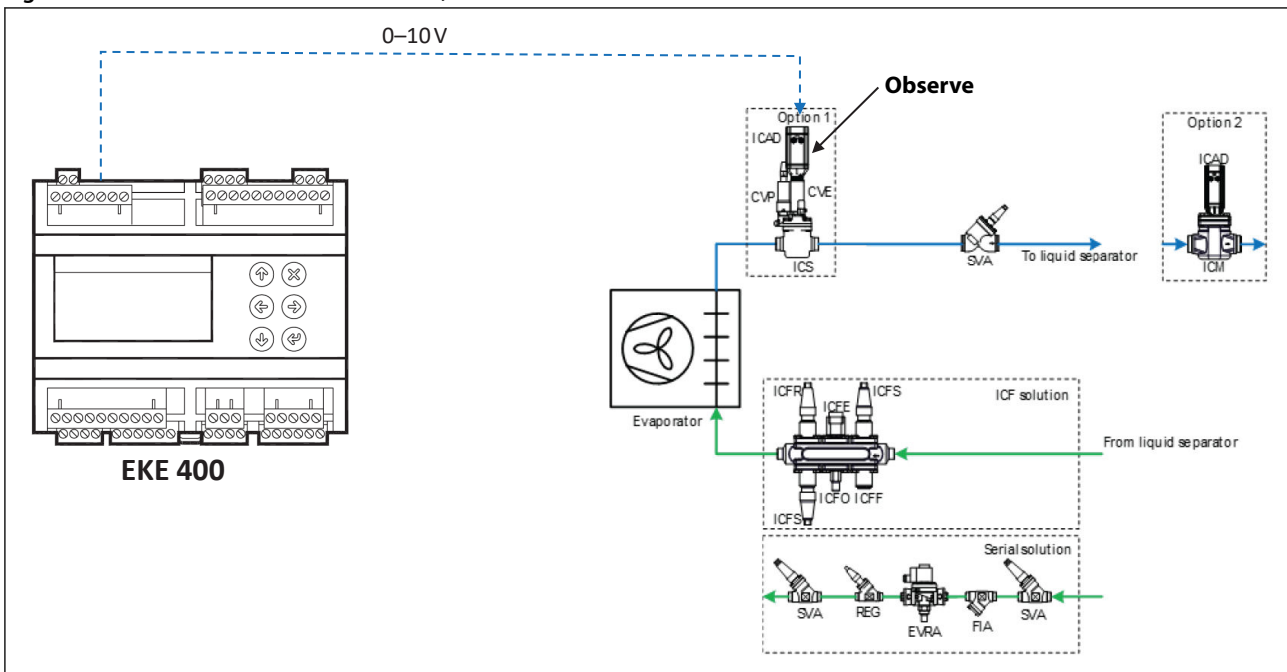 0–10 V
Observe
Option 1
ICAD
CVP
CVE
ICS
SVA
To liquid separator
Option 2
ICAD
ICM
Evaporator
EKE 400
ICF solution
ICFR
ICFE
ICFS
From liquid separator
ICFO
ICFF
ICFS
Serial solution
SVA
REG
EVRA
FIA
SVA